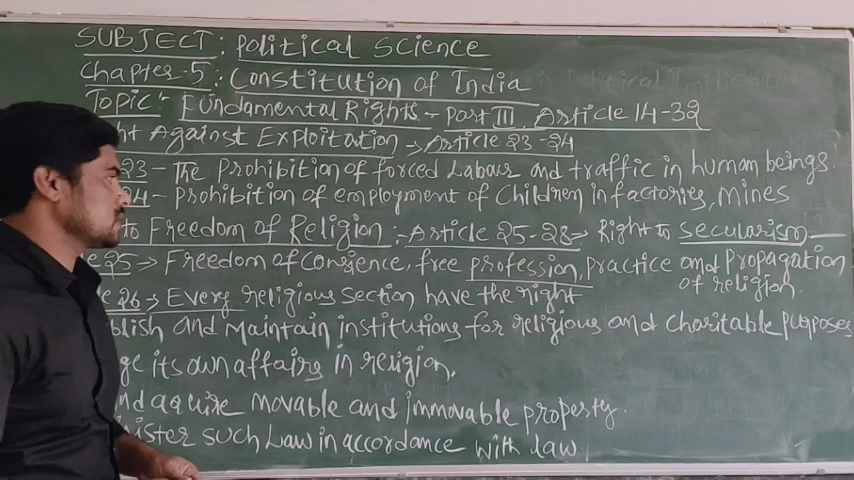 SUBJECT: Political Science
Chapter-5: Constitution of India
Topic:- Fundamental Rights:- Part III, Article 14-32
ht Against Exploitation → Article 23-24
23 - The Prohibition of forced Labour and traffic in human beings.
24 - Prohibition of employment of Children in factories, mines
to Freedom of Religion:- Article 25-28 → Right to Secularism
e 25 → Freedom of Consience, free profession, practice and Propagation
of religion.
e 26 → Every religious section have the right
blish and Maintain institutions for religious and charitable purposes
ge its own affairs in religion.
nd aquire movable and immovable property.
ister such Law in accordance with law.